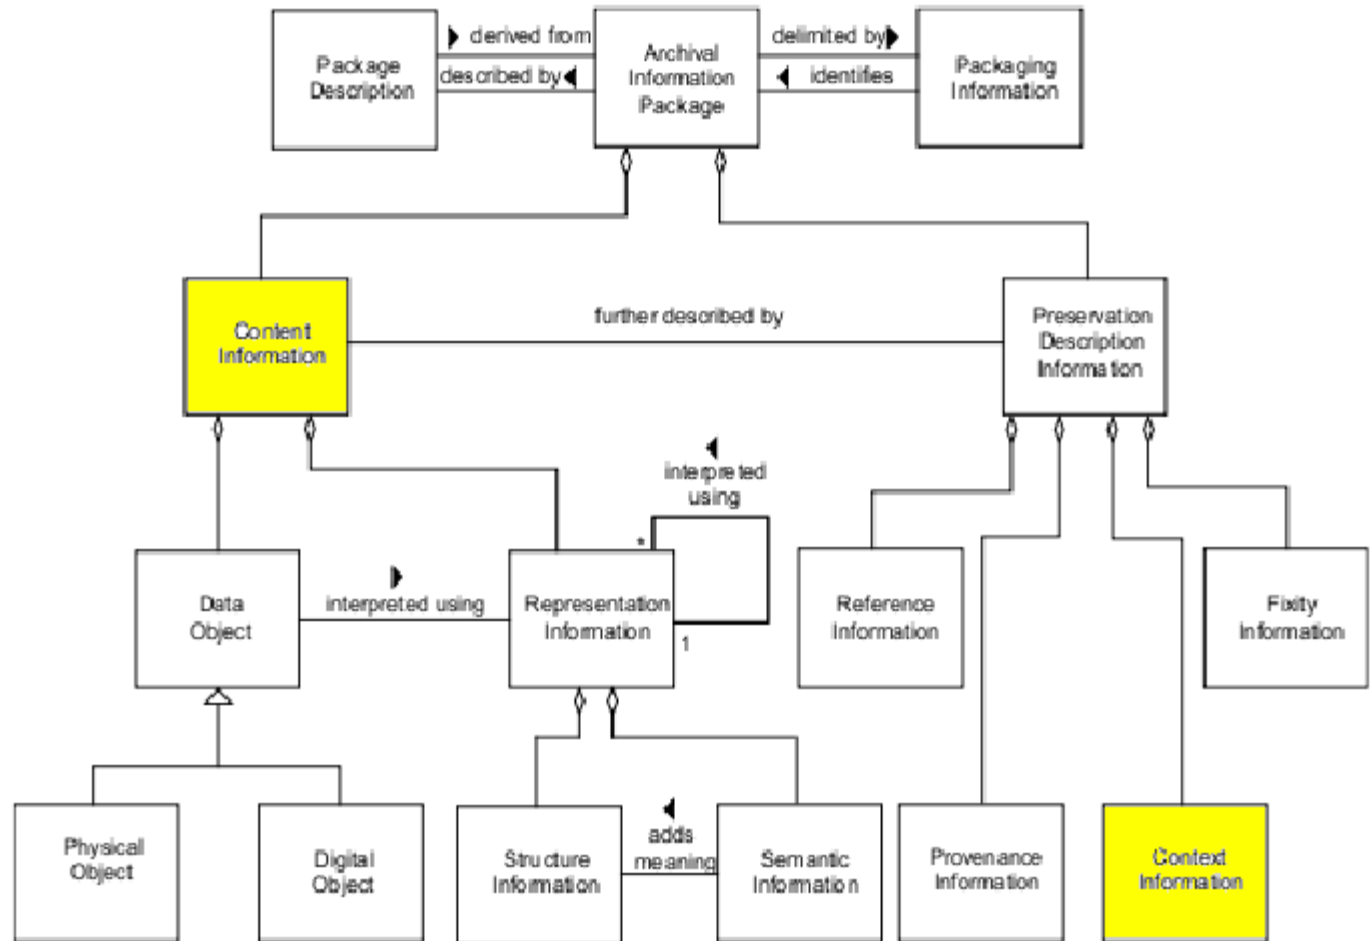 Package
Description
derived from
described by
Archival
Information
Package
delimited by
identifies
Packaging
Information
Content
Information
further described by
Preservation
Description
Information
interpreted
using
*
1
Data
Object
interpreted using
Representation
Information
Reference
Information
Fixity
Information
Physical
Object
Digital
Object
Structure
Information
adds
meaning
Semantic
Information
Provenance
Information
Context
Information